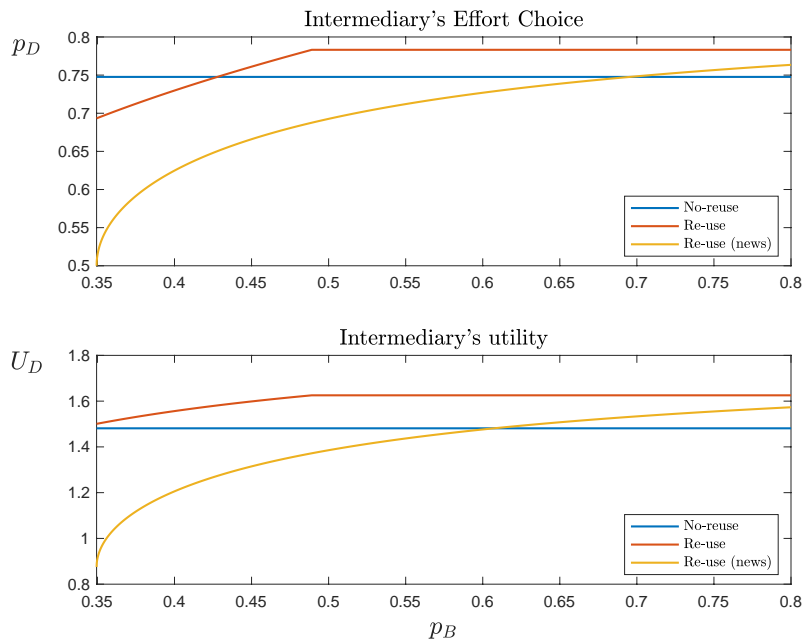 Intermediary's Effort Choice
p_D
0.8
0.75
0.7
0.65
0.6
0.55
0.5
0.35 0.4 0.45 0.5 0.55 0.6 0.65 0.7 0.75 0.8
No-reuse
Re-use
Re-use (news)
Intermediary's utility
U_D
1.8
1.6
1.4
1.2
1
0.8
0.35 0.4 0.45 0.5 0.55 0.6 0.65 0.7 0.75 0.8
No-reuse
Re-use
Re-use (news)
p_B